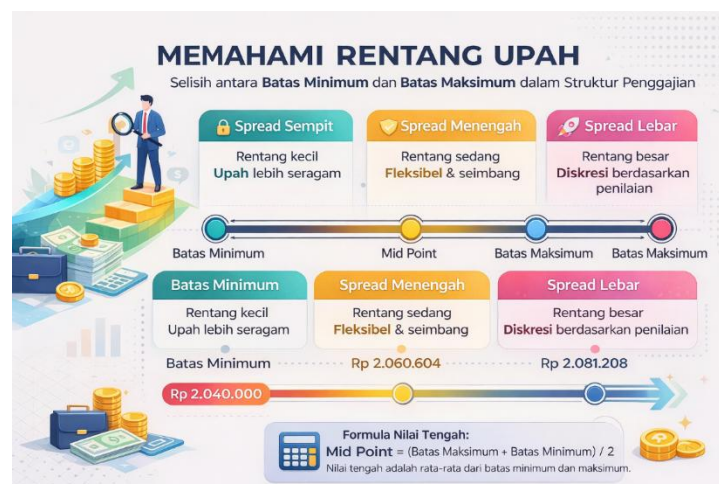 MEMAHAMI RENTANG UPAH
Selisih antara Batas Minimum dan Batas Maksimum dalam Struktur Penggajian
Spread Sempit
Rentang kecil
Upah lebih seragam
Spread Menengah
Rentang sedang
Fleksibel & seimbang
Spread Lebar
Rentang besar
Diskresi berdasarkan
penilaian
Batas Minimum
Mid Point
Batas Maksimum
Batas Maksimum
Batas Minimum
Rentang kecil
Upah lebih seragam
Spread Menengah
Rentang sedang
Fleksibel & seimbang
Spread Lebar
Rentang besar
Diskresi berdasarkan penilaian
Batas Minimum
Rp 2.060.604
Rp 2.081.208
Rp 2.040.000
Formula Nilai Tengah:
Mid Point = (Batas Maksimum + Batas Minimum) / 2
Nilai tengah adalah rata-rata dari batas minimum dan maksimum.